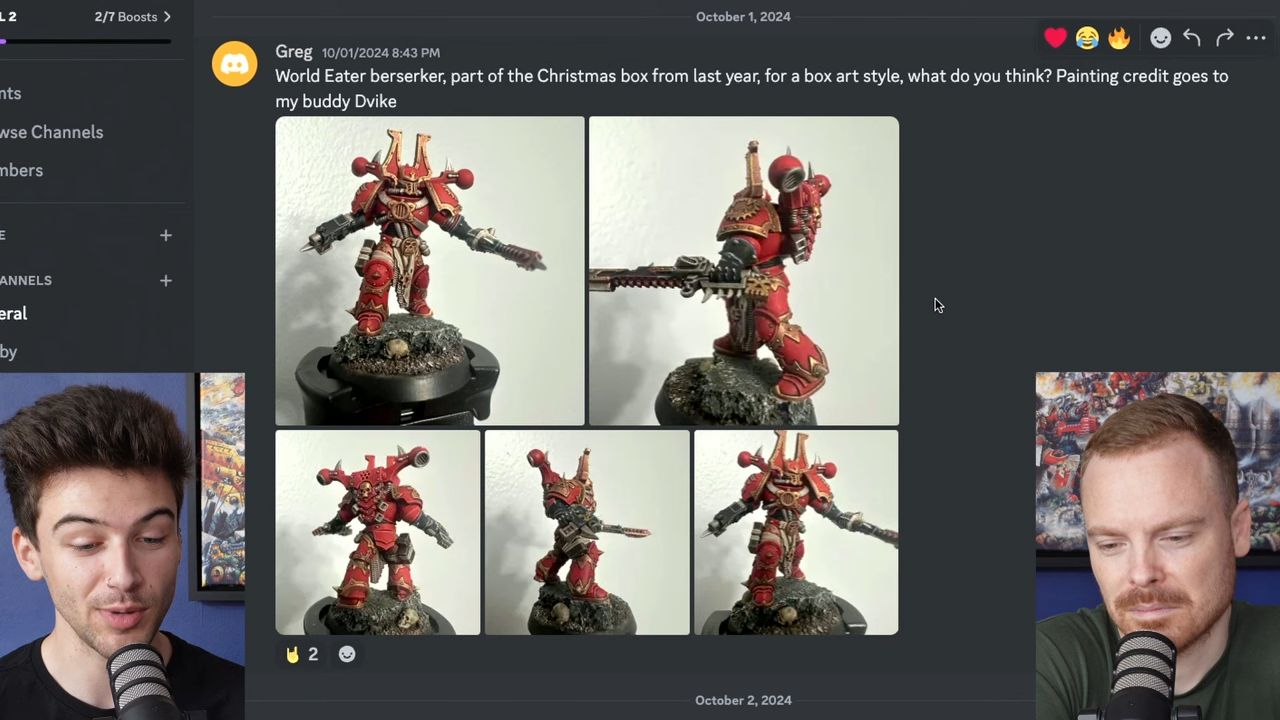 L 2
2/7 Boosts
October 1, 2024
Greg 10/01/2024 8:43 PM
World Eater berserker, part of the Christmas box from last year, for a box art style, what do you think? Painting credit goes to
my buddy Dvike
nts
wse Channels
mbers
E
ANNELS
eral
by
2
October 2, 2024